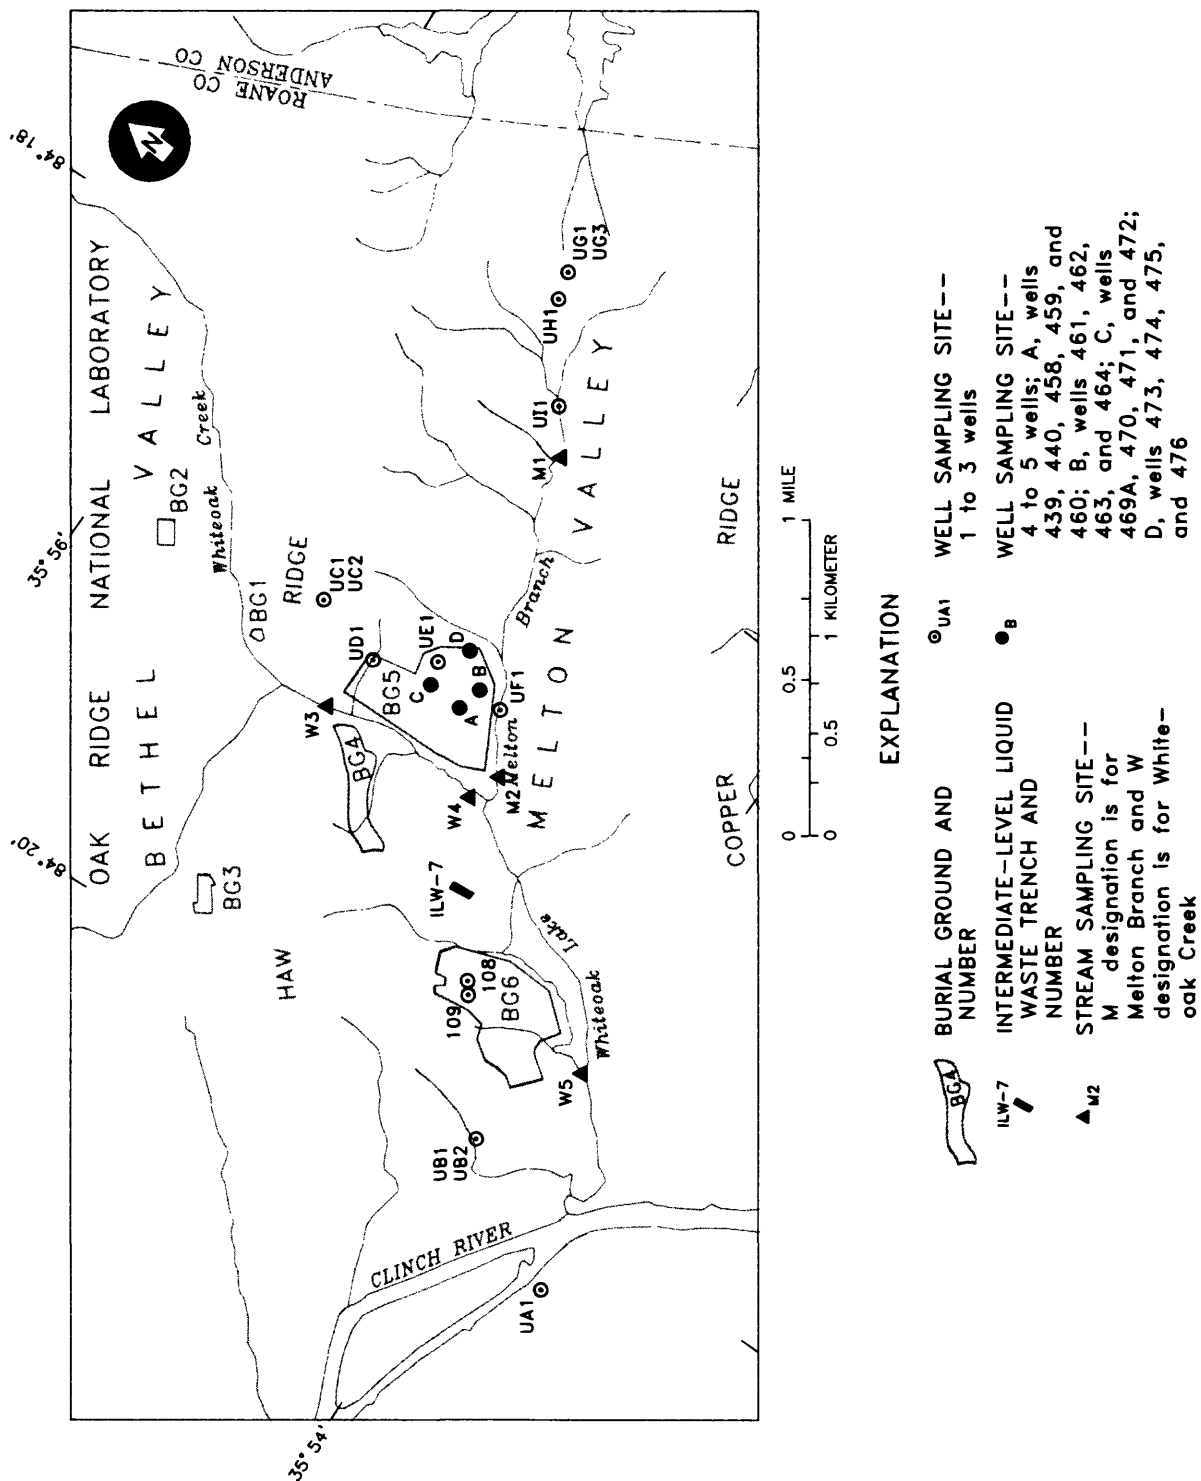 84° 18'
35° 56'
84° 20'
35° 54'
N
ROANE CO
ANDERSON CO
OAK RIDGE NATIONAL LABORATORY
BETHEL VALLEY
Whiteoak Creek
BG2
BG1
BG3
HAW RIDGE
UC1
UC2
UD1
UE1
BG5
C
D
A
B
UF1
W3
BG4
W4
M2
Melton Branch
MELTON VALLEY
M1
UI1
UH1
UG1
UG3
ILW-7
109
108
BG6
W5
Whiteoak Lake
UB1
UB2
CLINCH RIVER
UA1
COPPER RIDGE
0 0.5 1 MILE
0 0.5 1 KILOMETER
EXPLANATION
BG4
BURIAL GROUND AND
NUMBER
ILW-7
INTERMEDIATE-LEVEL LIQUID
WASTE TRENCH AND
NUMBER
M2
STREAM SAMPLING SITE--
M designation is for
Melton Branch and W
designation is for White-
oak Creek
UA1
WELL SAMPLING SITE--
1 to 3 wells
B
WELL SAMPLING SITE--
4 to 5 wells; A, wells
439, 440, 458, 459, and
460; B, wells 461, 462,
463, and 464; C, wells
469A, 470, 471, and 472;
D, wells 473, 474, 475,
and 476